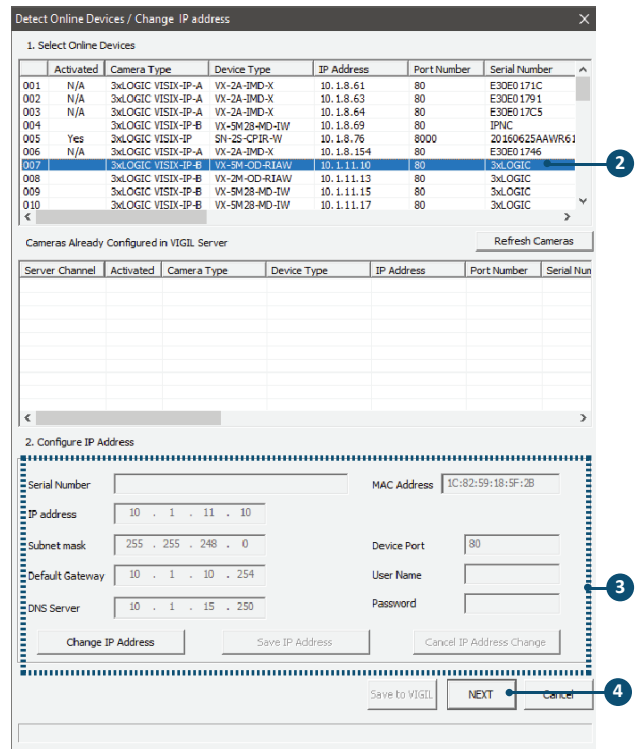 Detect Online Devices / Change IP address
1. Select Online Devices
Activated Camera Type Device Type IP Address Port Number Serial Number
001 N/A 3xLOGIC VISIX-IP-A VX-2A-IMD-X 10.1.8.61 80 E30E0171C
002 N/A 3xLOGIC VISIX-IP-A VX-2A-IMD-X 10.1.8.63 80 E30E01791
003 N/A 3xLOGIC VISIX-IP-A VX-2A-IMD-X 10.1.8.64 80 E30E017C5
004 3xLOGIC VISIX-IP-B VX-5M28-MD-IW 10.1.8.69 80 IPNC
005 Yes 3xLOGIC VISIX-IP SN-2S-CPIR-W 10.1.8.76 8000 20160625AAWR61
006 N/A 3xLOGIC VISIX-IP-A VX-2A-IMD-X 10.1.8.154 80 E30E01746
007 3xLOGIC VISIX-IP-B VX-5M-OD-RIAW 10.1.11.10 80 3xLOGIC
2
008 3xLOGIC VISIX-IP-B VX-2M-OD-RIAW 10.1.11.13 80 3xLOGIC
009 3xLOGIC VISIX-IP-B VX-5M28-MD-IW 10.1.11.15 80 3xLOGIC
010 3xLOGIC VISIX-IP-B VX-5M28-MD-IW 10.1.11.17 80 3xLOGIC
Cameras Already Configured in VIGIL Server
Refresh Cameras
Server Channel Activated Camera Type Device Type IP Address Port Number Serial Num
2. Configure IP Address
Serial Number MAC Address 1C:82:59:18:5F:2B
IP address 10 . 1 . 11 . 10
Subnet mask 255 . 255 . 248 . 0 Device Port 80
Default Gateway 10 . 1 . 10 . 254 User Name
3
DNS Server 10 . 1 . 15 . 250 Password
Change IP Address Save IP Address Cancel IP Address Change
Save to VIGIL NEXT Cancel
4